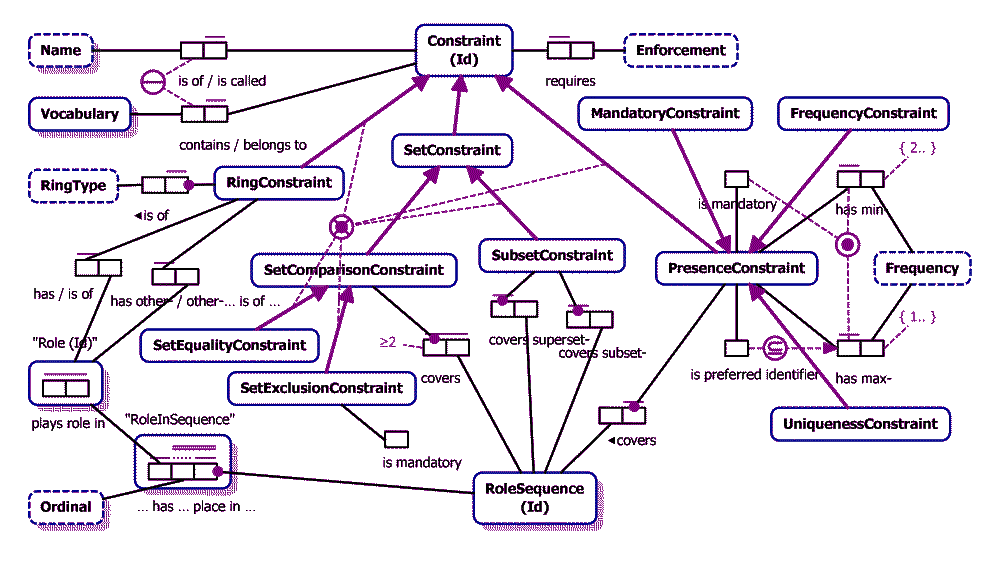 Name
Constraint
(Id)
Enforcement
is of / is called
requires
Vocabulary
MandatoryConstraint
FrequencyConstraint
contains / belongs to
SetConstraint
{ 2.. }
RingType
RingConstraint
is mandatory
has min-
◄is of
SetComparisonConstraint
SubsetConstraint
PresenceConstraint
Frequency
has / is of
has other- / other-... is of ...
covers superset-
covers subset-
{ 1.. }
"Role (Id)"
SetEqualityConstraint
≥2
covers
is preferred identifier
has max-
SetExclusionConstraint
plays role in
"RoleInSequence"
◄covers
UniquenessConstraint
is mandatory
RoleSequence
(Id)
Ordinal
... has ... place in ...